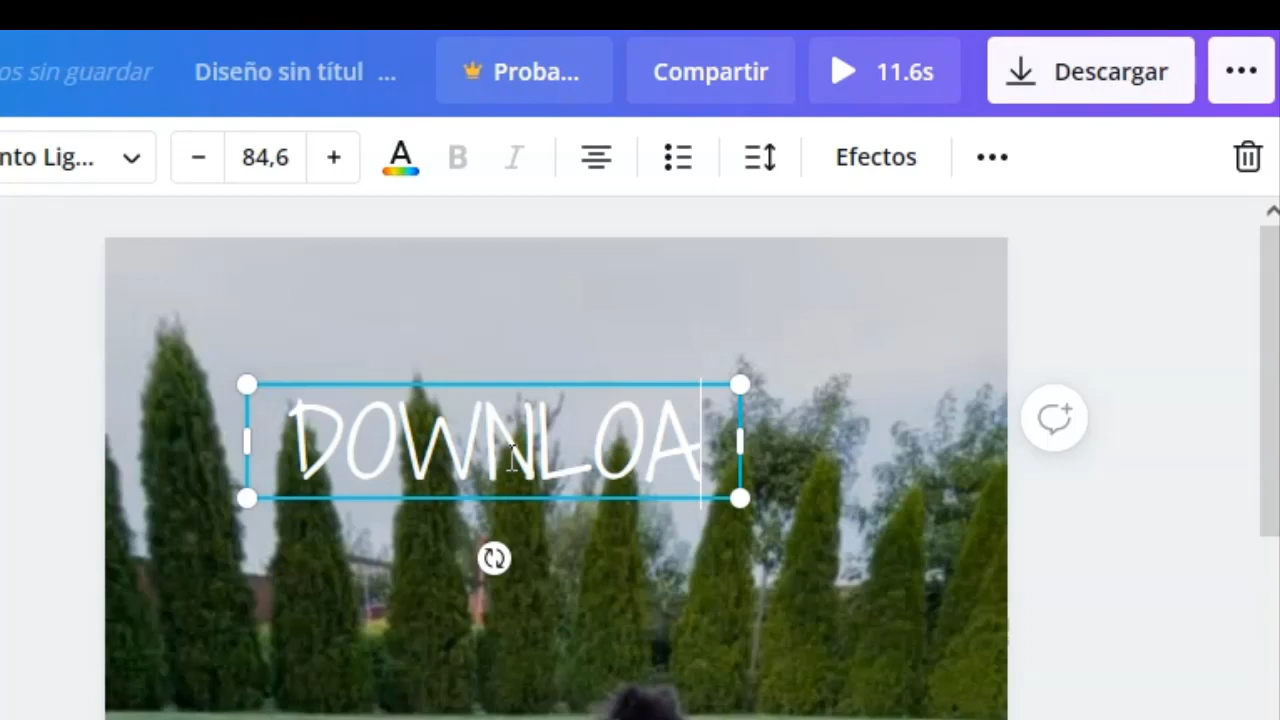 os sin guardar
Diseño sin títul ...
Proba...
Compartir
11.6s
Descargar
nto Lig...
84,6
A
B
I
Efectos
DOWNLOA